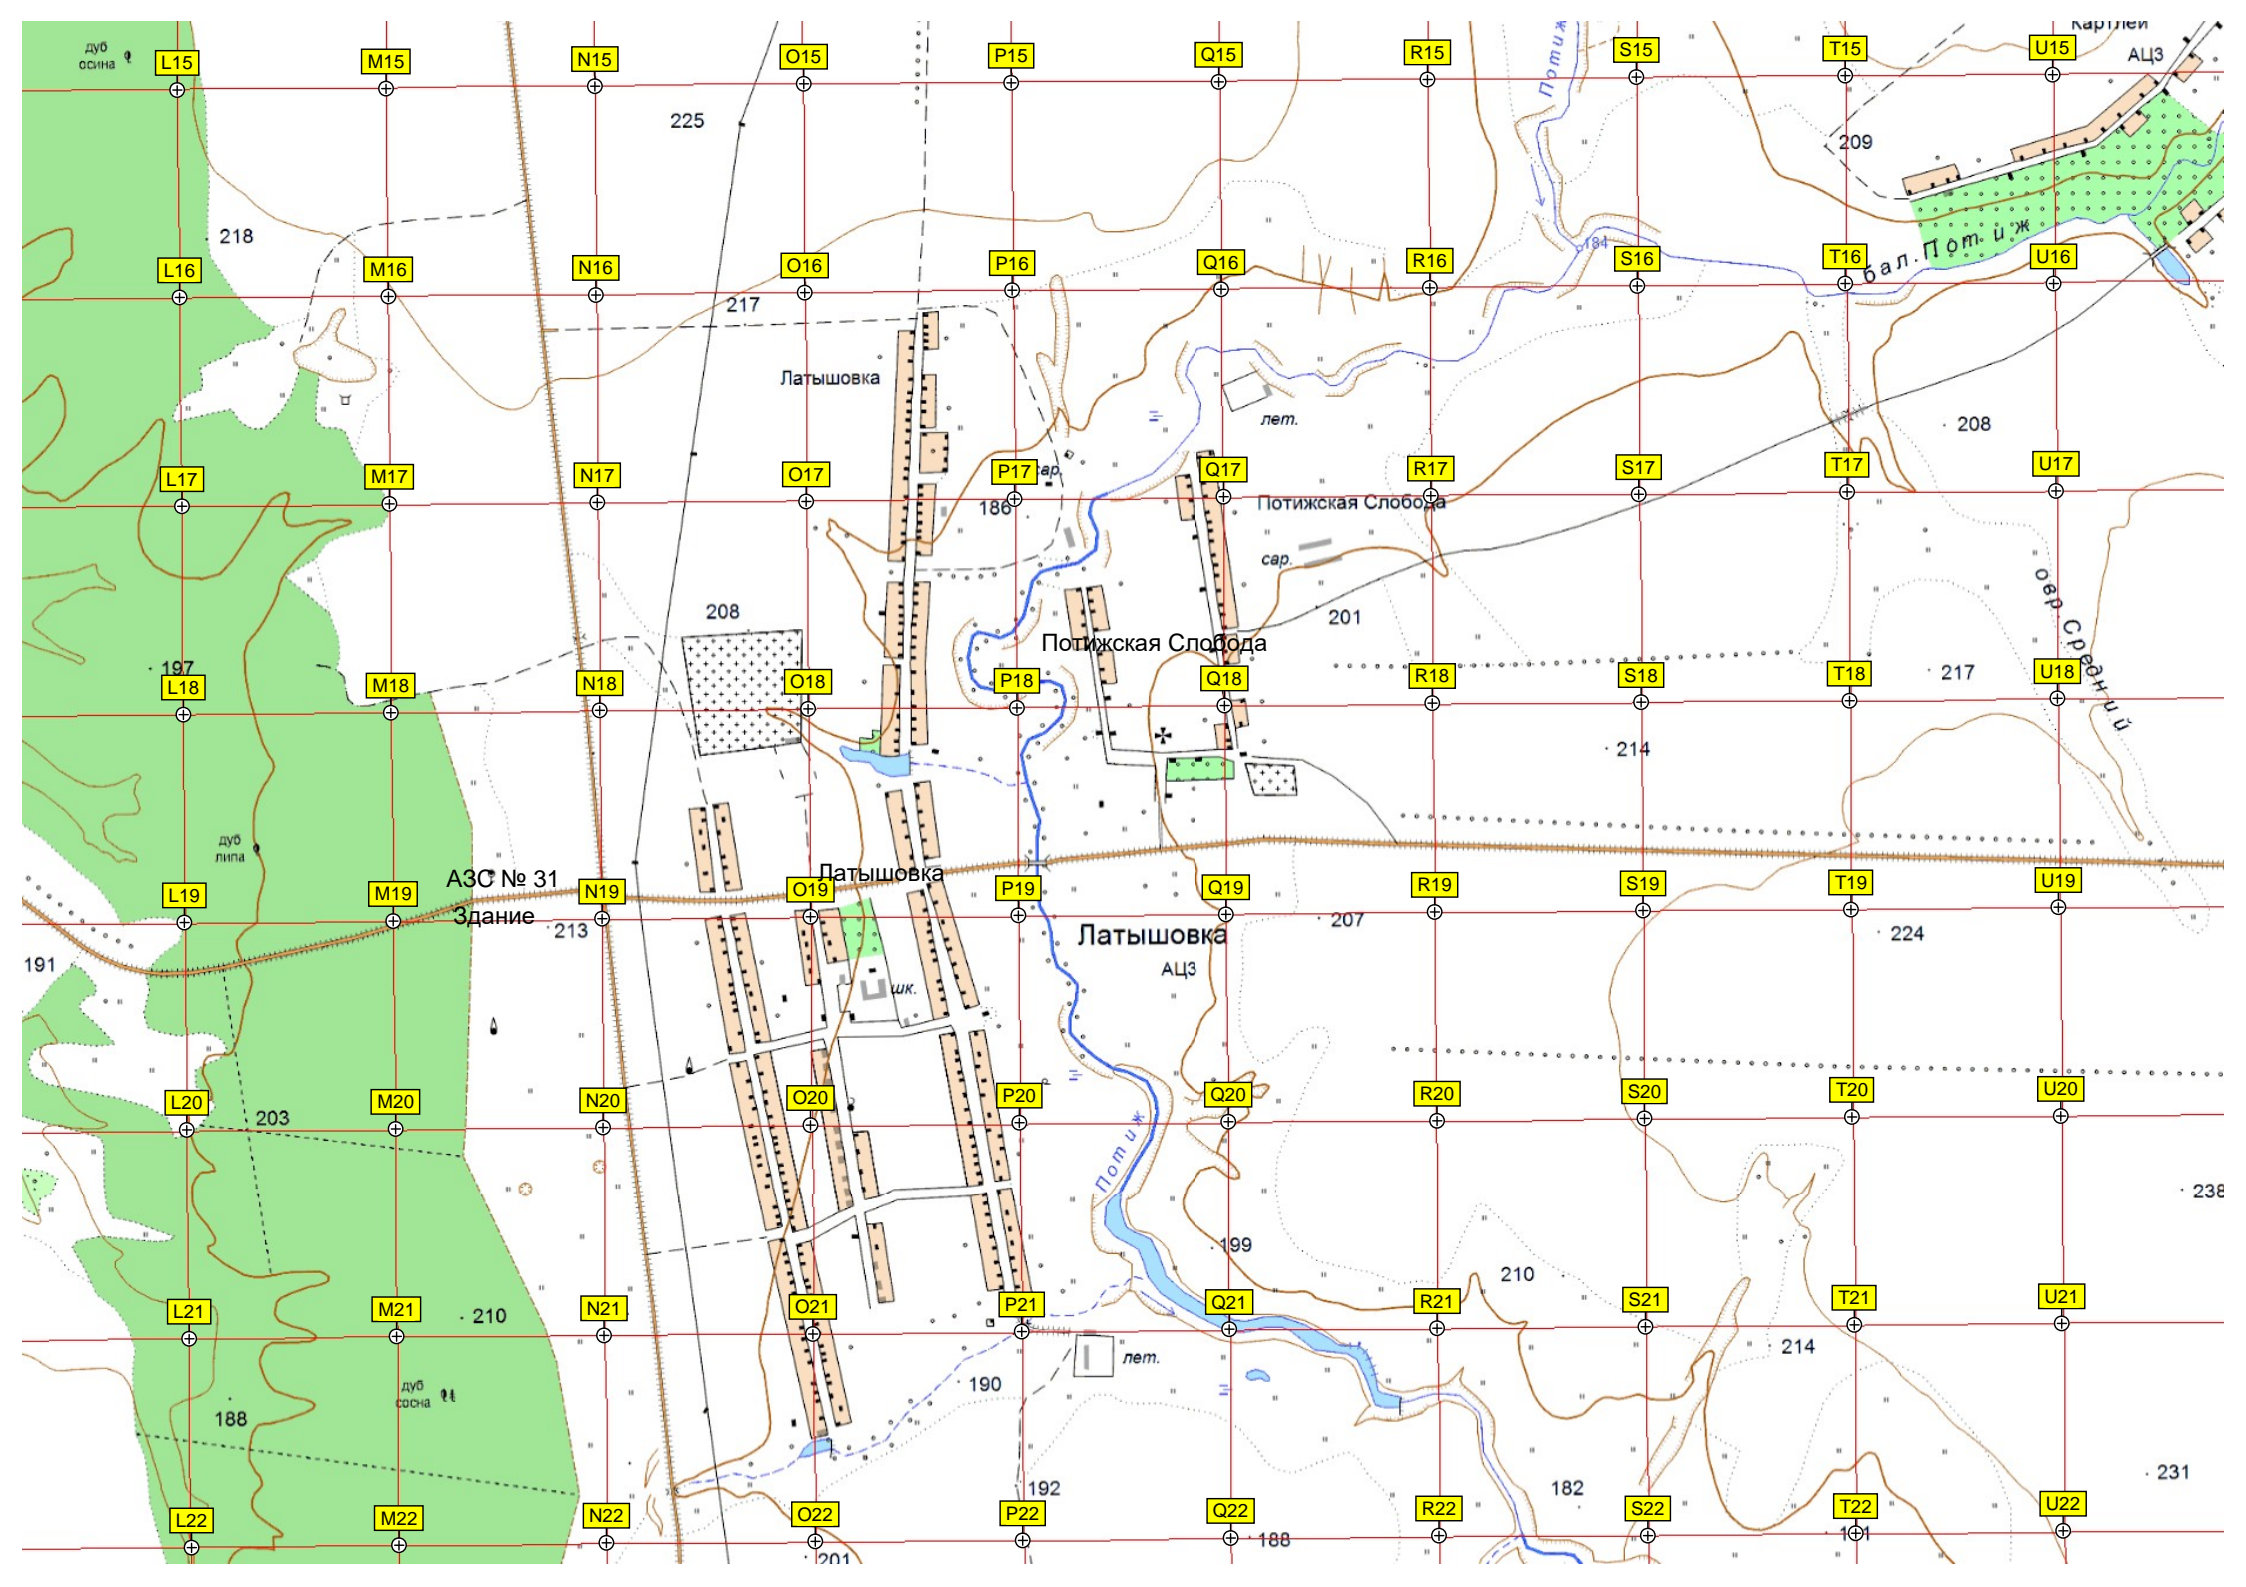 Картлей
дуб
осина
L15
M15
N15
O15
P15
Q15
R15
S15
T15
U15
АЦЗ
Потиж
225
209
218
184
бал. Потиж
L16
M16
N16
O16
P16
Q16
R16
S16
T16
U16
217
Латышовка
лет.
208
L17
M17
N17
O17
P17
сар.
Q17
R17
S17
T17
U17
186
Потижская Слобода
сар.
208
201
овр. Средний
Потижская Слобода
197
L18
M18
N18
O18
P18
Q18
R18
S18
T18
217
U18
214
дуб
липа
АЗС № 31
Латышовка
L19
M19
N19
O19
P19
Q19
R19
S19
T19
U19
Здание
213
207
224
Латышовка
АЦЗ
191
шк.
L20
M20
N20
O20
P20
Q20
R20
S20
T20
U20
203
Потиж
238
199
210
L21
M21
210
N21
O21
P21
Q21
R21
S21
T21
U21
214
лет.
190
дуб
сосна
188
231
192
182
L22
M22
N22
O22
P22
Q22
R22
S22
T22
U22
188
201